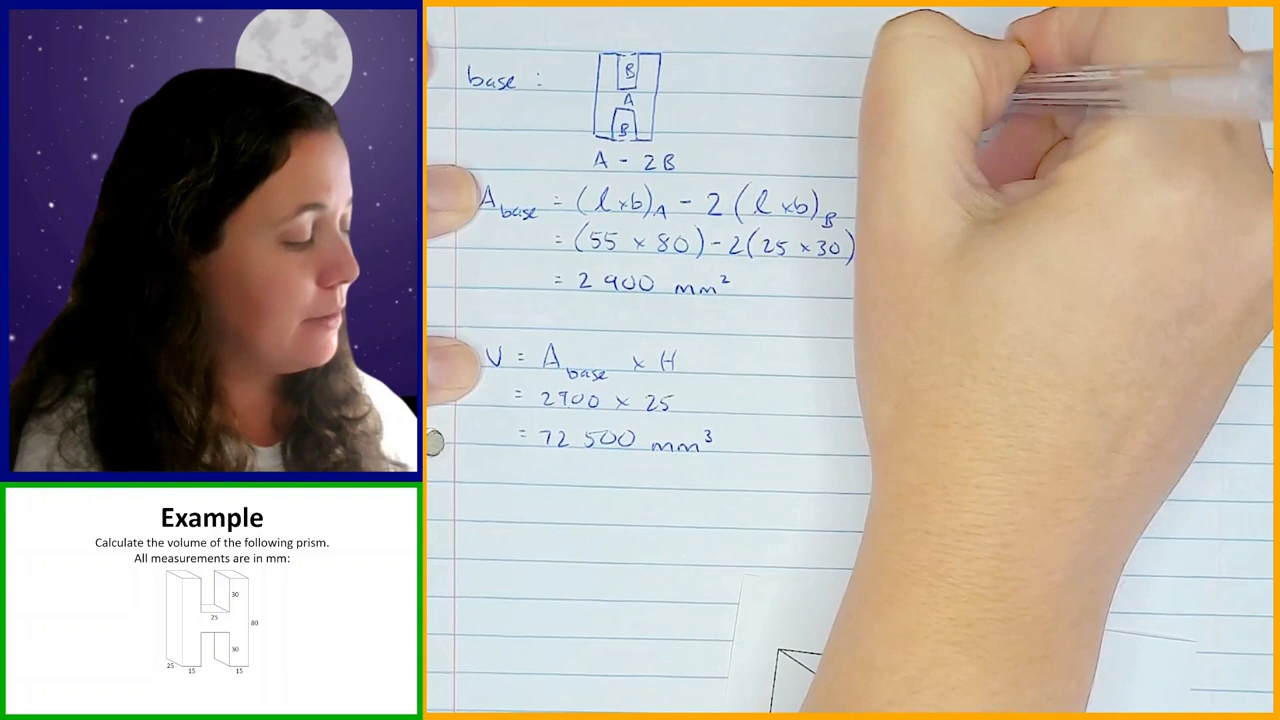 base :
B
A
B
A - 2B
A base = (l x b)A - 2 (l x b)B
= (55 x 80) - 2(25 x 30)
= 2 900 mm²
V = A base x H
= 2900 x 25
= 72 500 mm³
Example
Calculate the volume of the following prism.
All measurements are in mm:
30
25
80
30
25
15
15